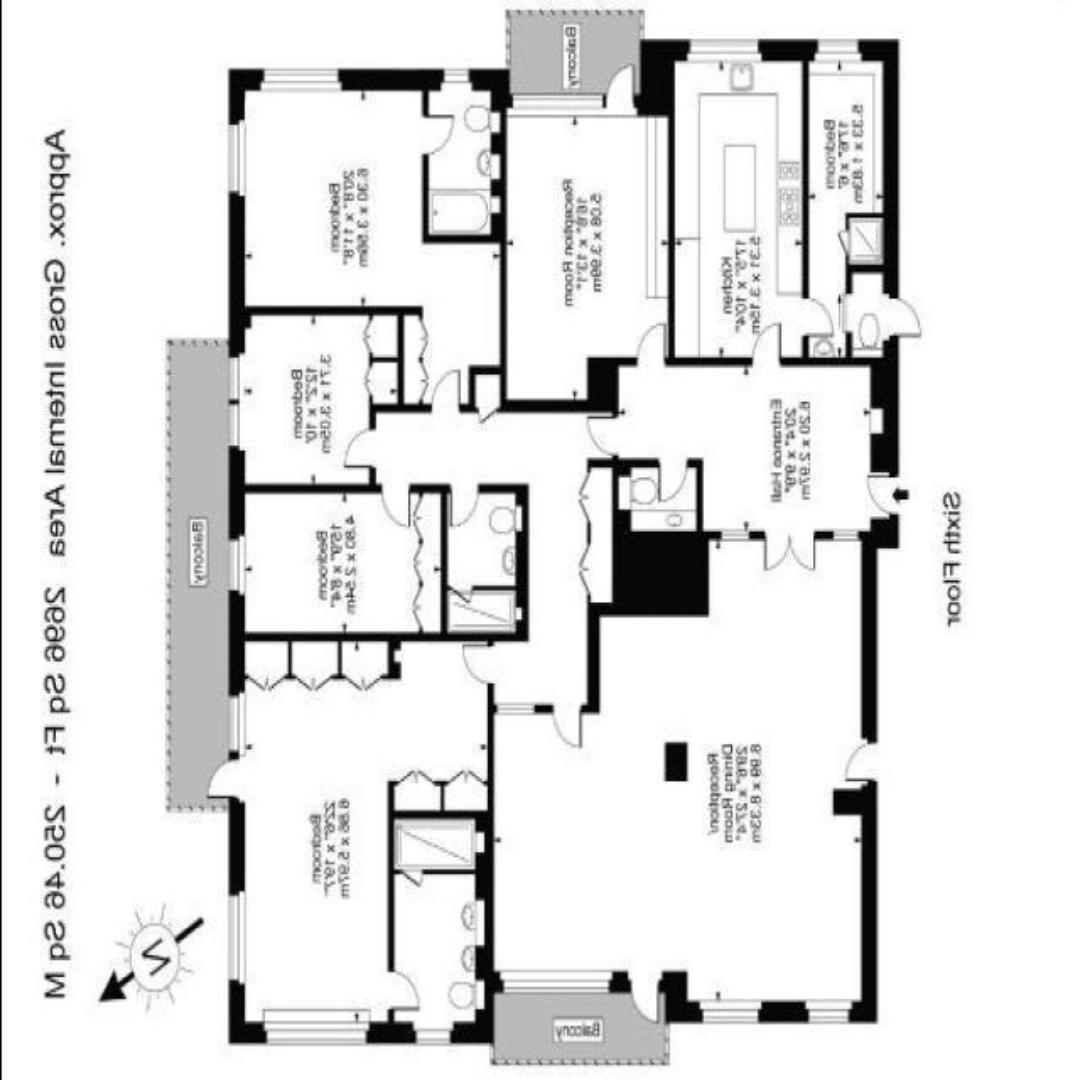 Approx. Gross Internal Area 2696 Sq Ft - 250.46 Sq M
N
Balcony
Bedroom
20'8" x 11'8"
6.30 x 3.56m
Bedroom
12'2" x 10'
3.71 x 3.05m
Bedroom
15'9" x 8'4"
4.80 x 2.54m
Bedroom
22'6" x 19'7"
6.86 x 5.97m
Balcony
Reception Room
16'8" x 13'1"
5.08 x 3.99m
Balcony
Kitchen
17'5" x 10'4"
5.31 x 3.15m
Reception/
Dining Room
29'6" x 27'4"
8.99 x 8.33m
Entrance Hall
20'4" x 9'9"
6.20 x 2.97m
Bedroom
17'6" x 6'
5.33 x 1.83m
Sixth Floor